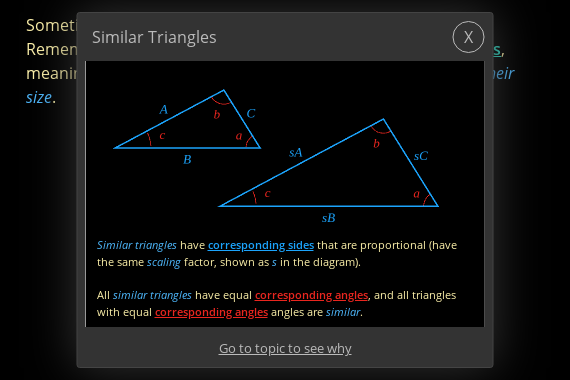 Someti
Similar Triangles
X
Remen
s,
meanin
heir
size.
A
C
b
c
a
B
sA
b
sC
c
a
sB
Similar triangles have corresponding sides that are proportional (have
the same scaling factor, shown as s in the diagram).
All similar triangles have equal corresponding angles, and all triangles
with equal corresponding angles angles are similar.
Go to topic to see why